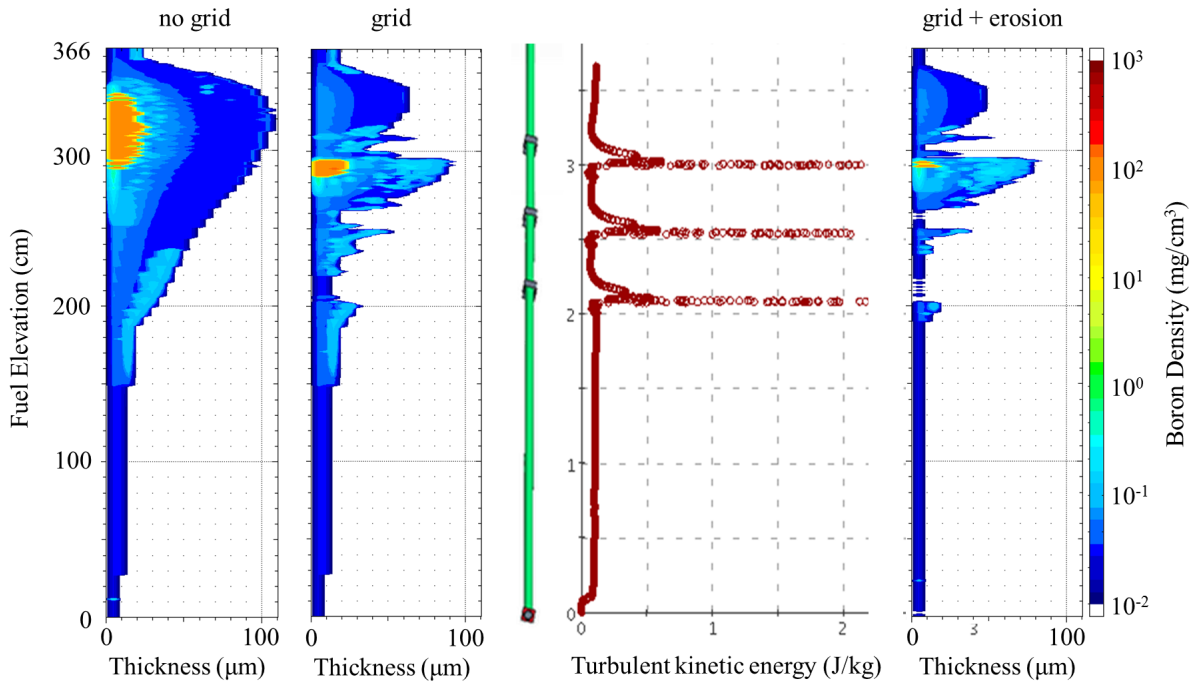 no grid
grid
grid + erosion
366
300
200
100
0
Fuel Elevation (cm)
0
100
Thickness (μm)
0
100
Thickness (μm)
3
2
1
0
0
1
2
Turbulent kinetic energy (J/kg)
0
3
100
Thickness (μm)
10³
10²
10¹
10⁰
10⁻¹
10⁻²
Boron Density (mg/cm³)